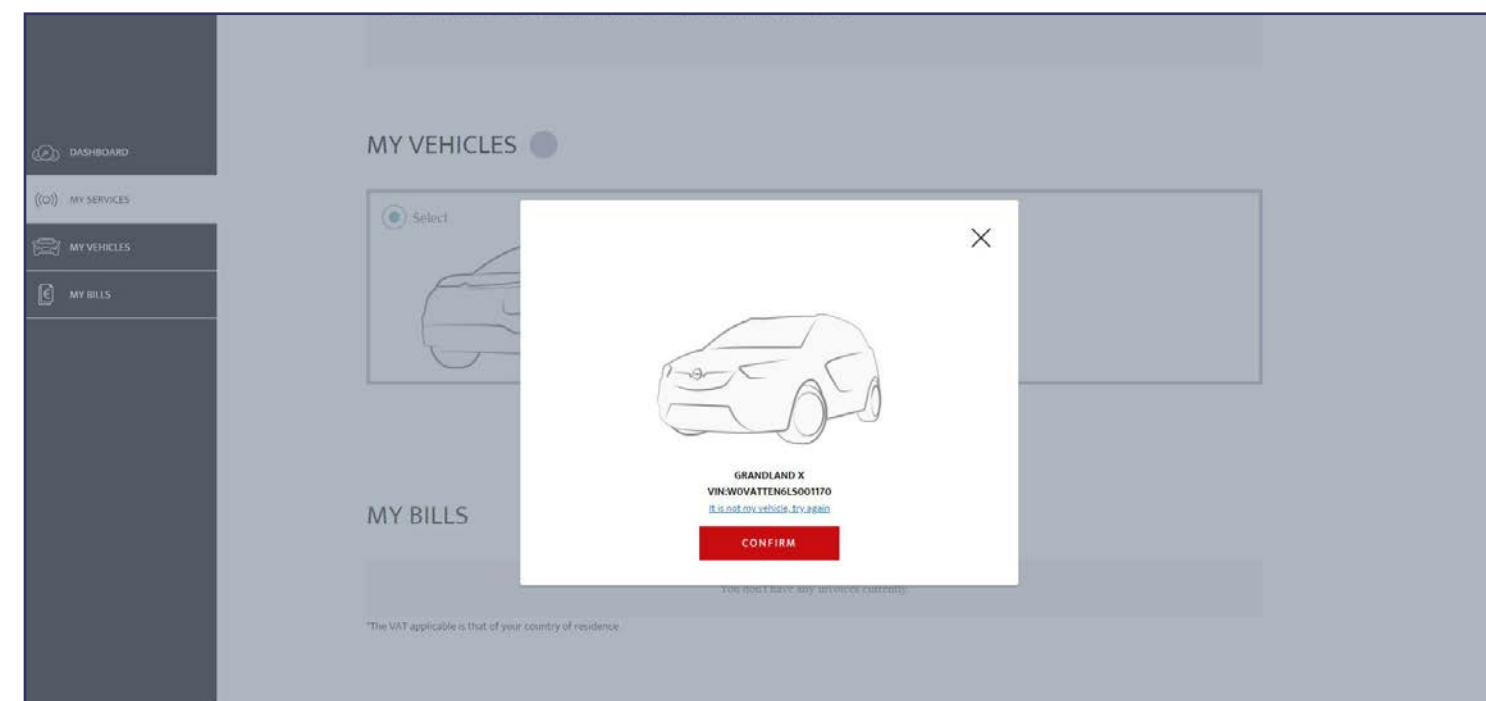 DASHBOARD
MY SERVICES
MY VEHICLES
MY BILLS
MY VEHICLES
Select
GRANDLAND X
VIN:W0VATTEN6LS001170
It is not my vehicle, try again
CONFIRM
MY BILLS
You don't have any invoices currently.
*The VAT applicable is that of your country of residence